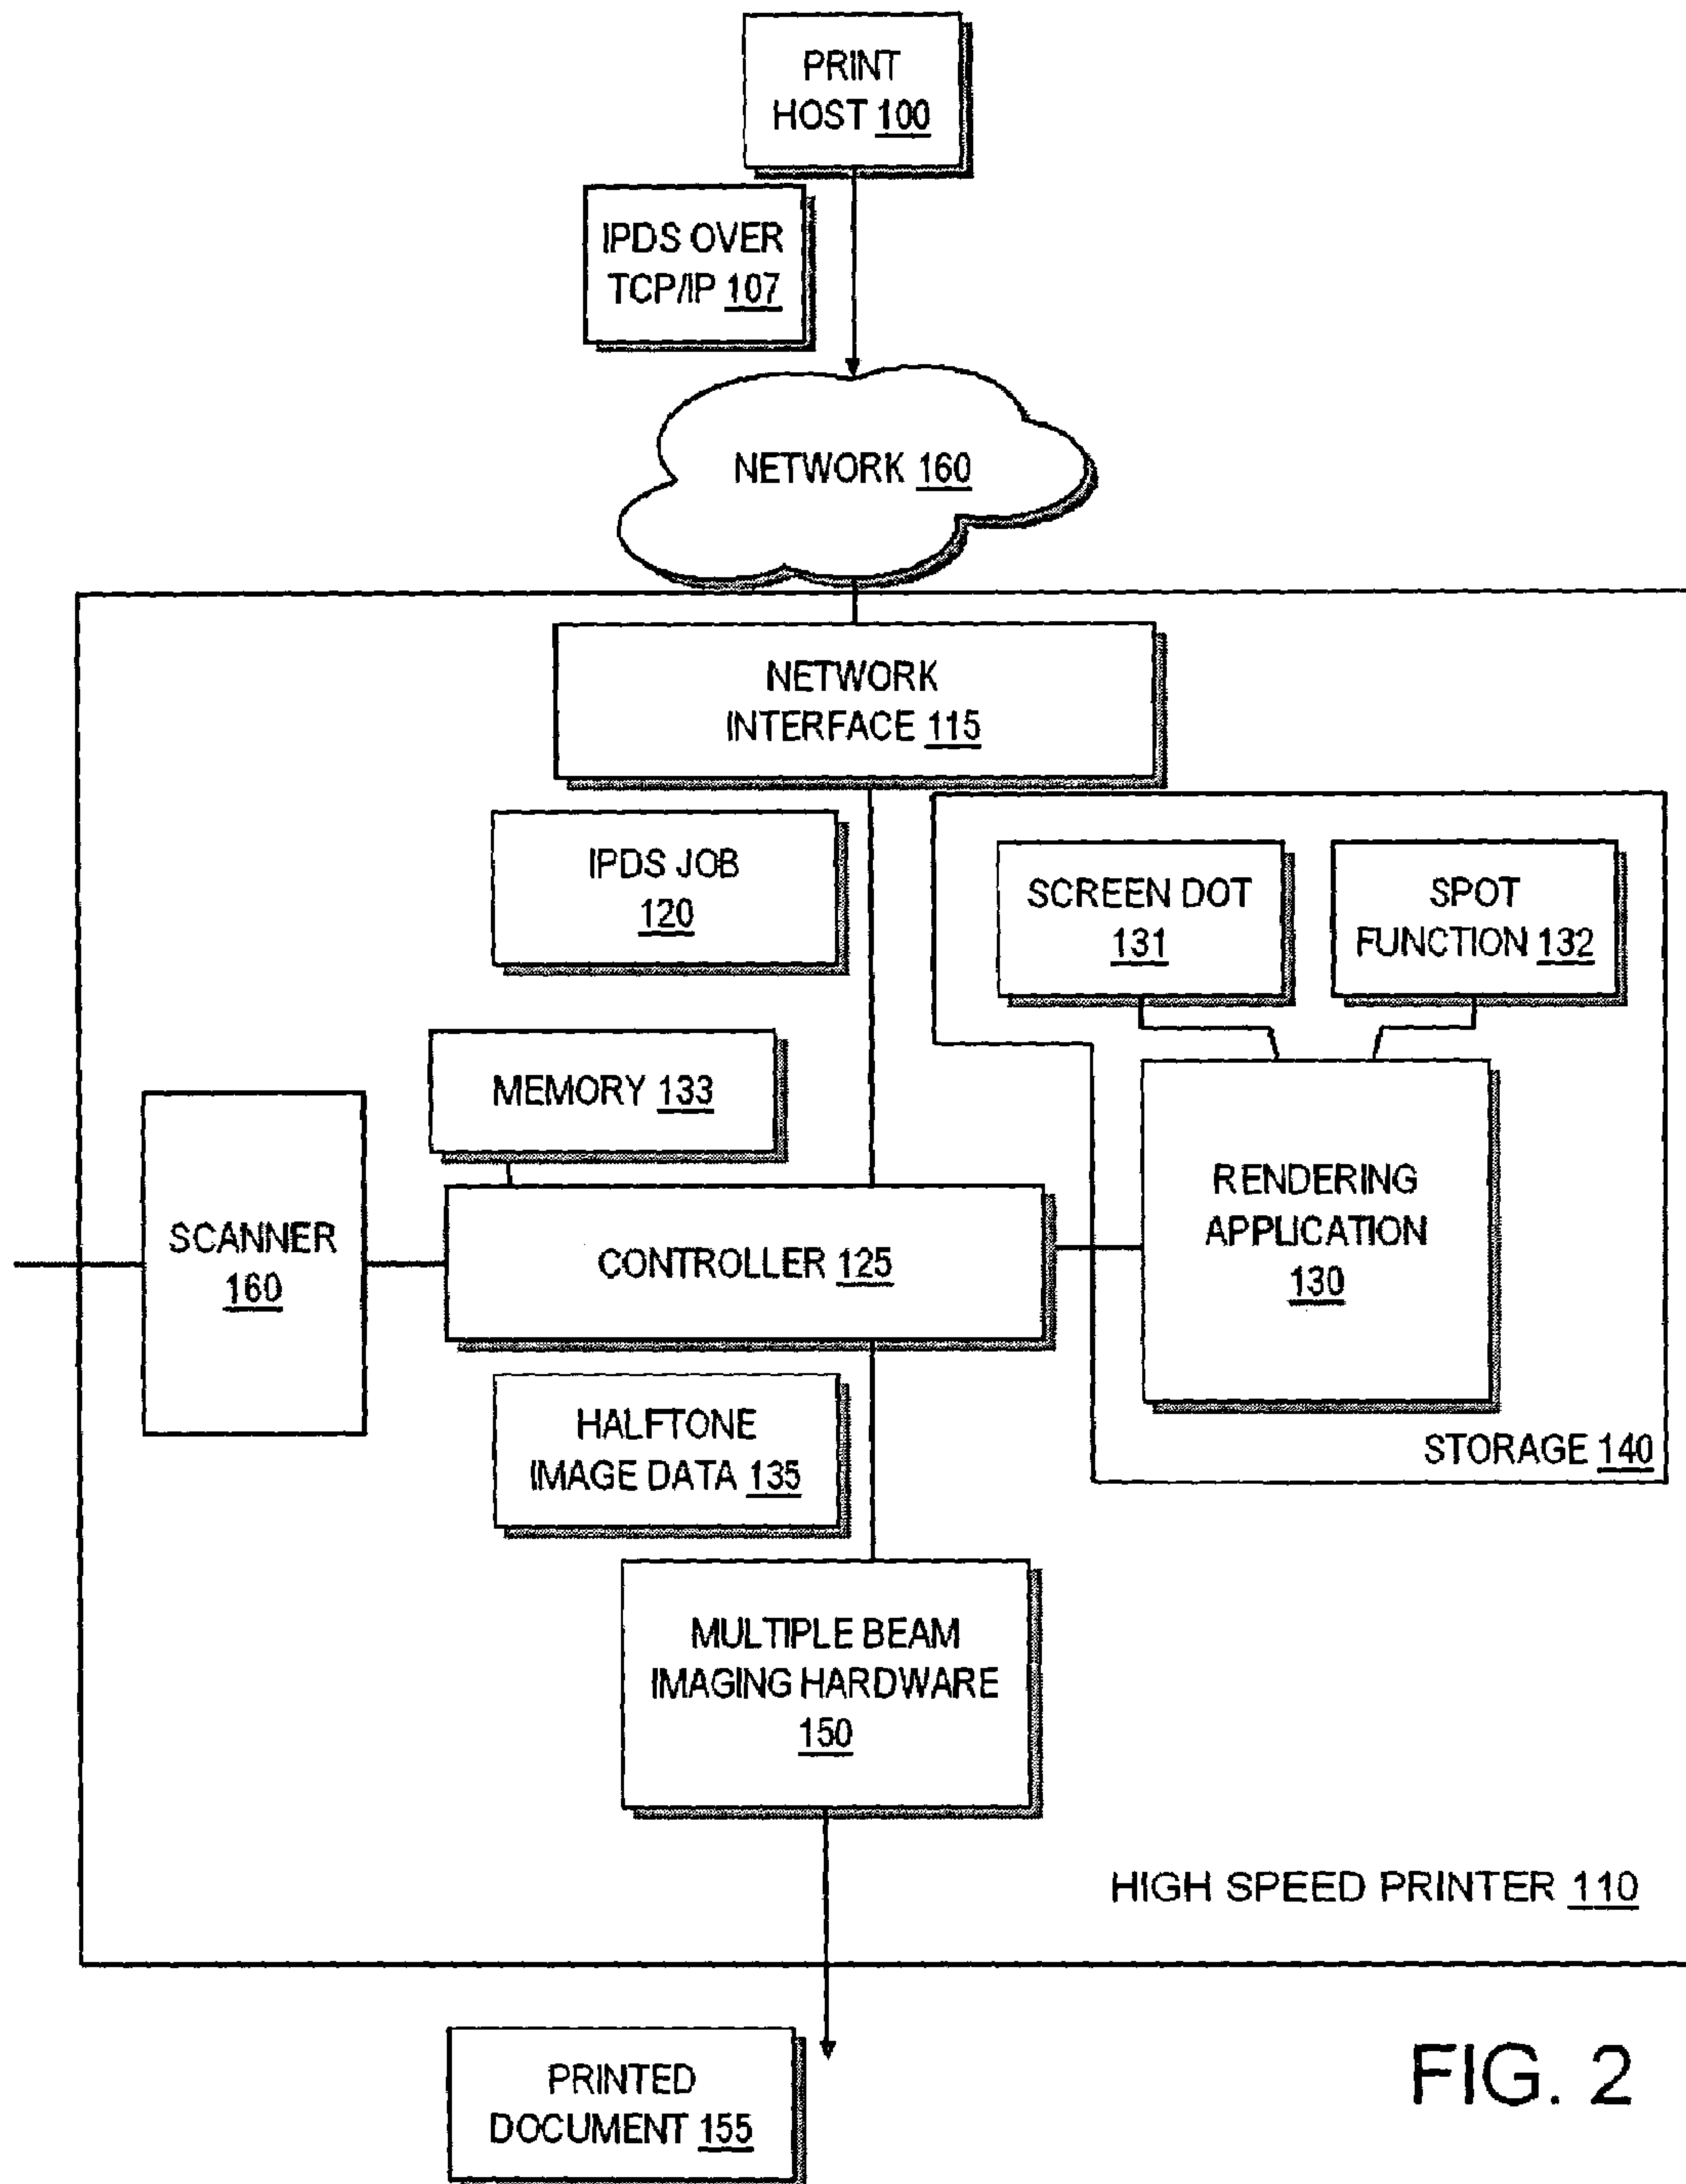 PRINT
HOST 100
IPDS OVER
TCP/IP 107
NETWORK 160
NETWORK
INTERFACE 115
IPDS JOB
120
SCREEN DOT
131
SPOT
FUNCTION 132
MEMORY 133
RENDERING
APPLICATION
130
SCANNER
160
CONTROLLER 125
HALFTONE
IMAGE DATA 135
STORAGE 140
MULTIPLE BEAM
IMAGING HARDWARE
150
HIGH SPEED PRINTER 110
PRINTED
DOCUMENT 155
FIG. 2